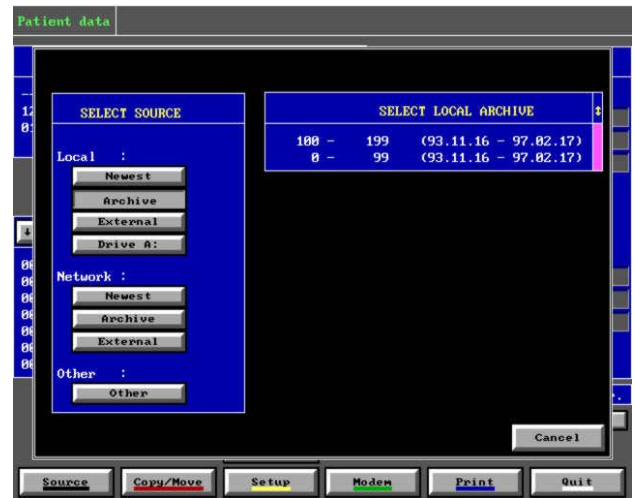 Patient data
SELECT SOURCE
Local :
Newest
Archive
External
Drive A:
Network :
Newest
Archive
External
Other :
Other
SELECT LOCAL ARCHIVE
100 - 199 (93.11.16 - 97.02.17)
0 - 99 (93.11.16 - 97.02.17)
Cancel
Source Copy/Move Setup Modem Print Quit